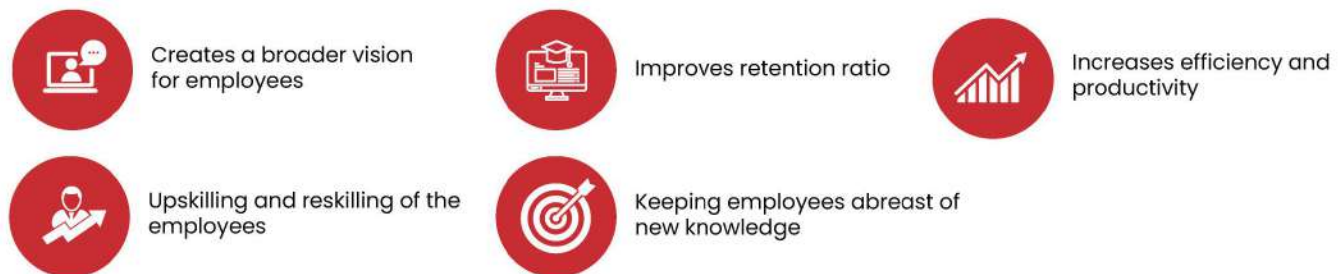 Creates a broader vision
for employees
Improves retention ratio
Increases efficiency and
productivity
Upskilling and reskilling of the
employees
Keeping employees abreast of
new knowledge